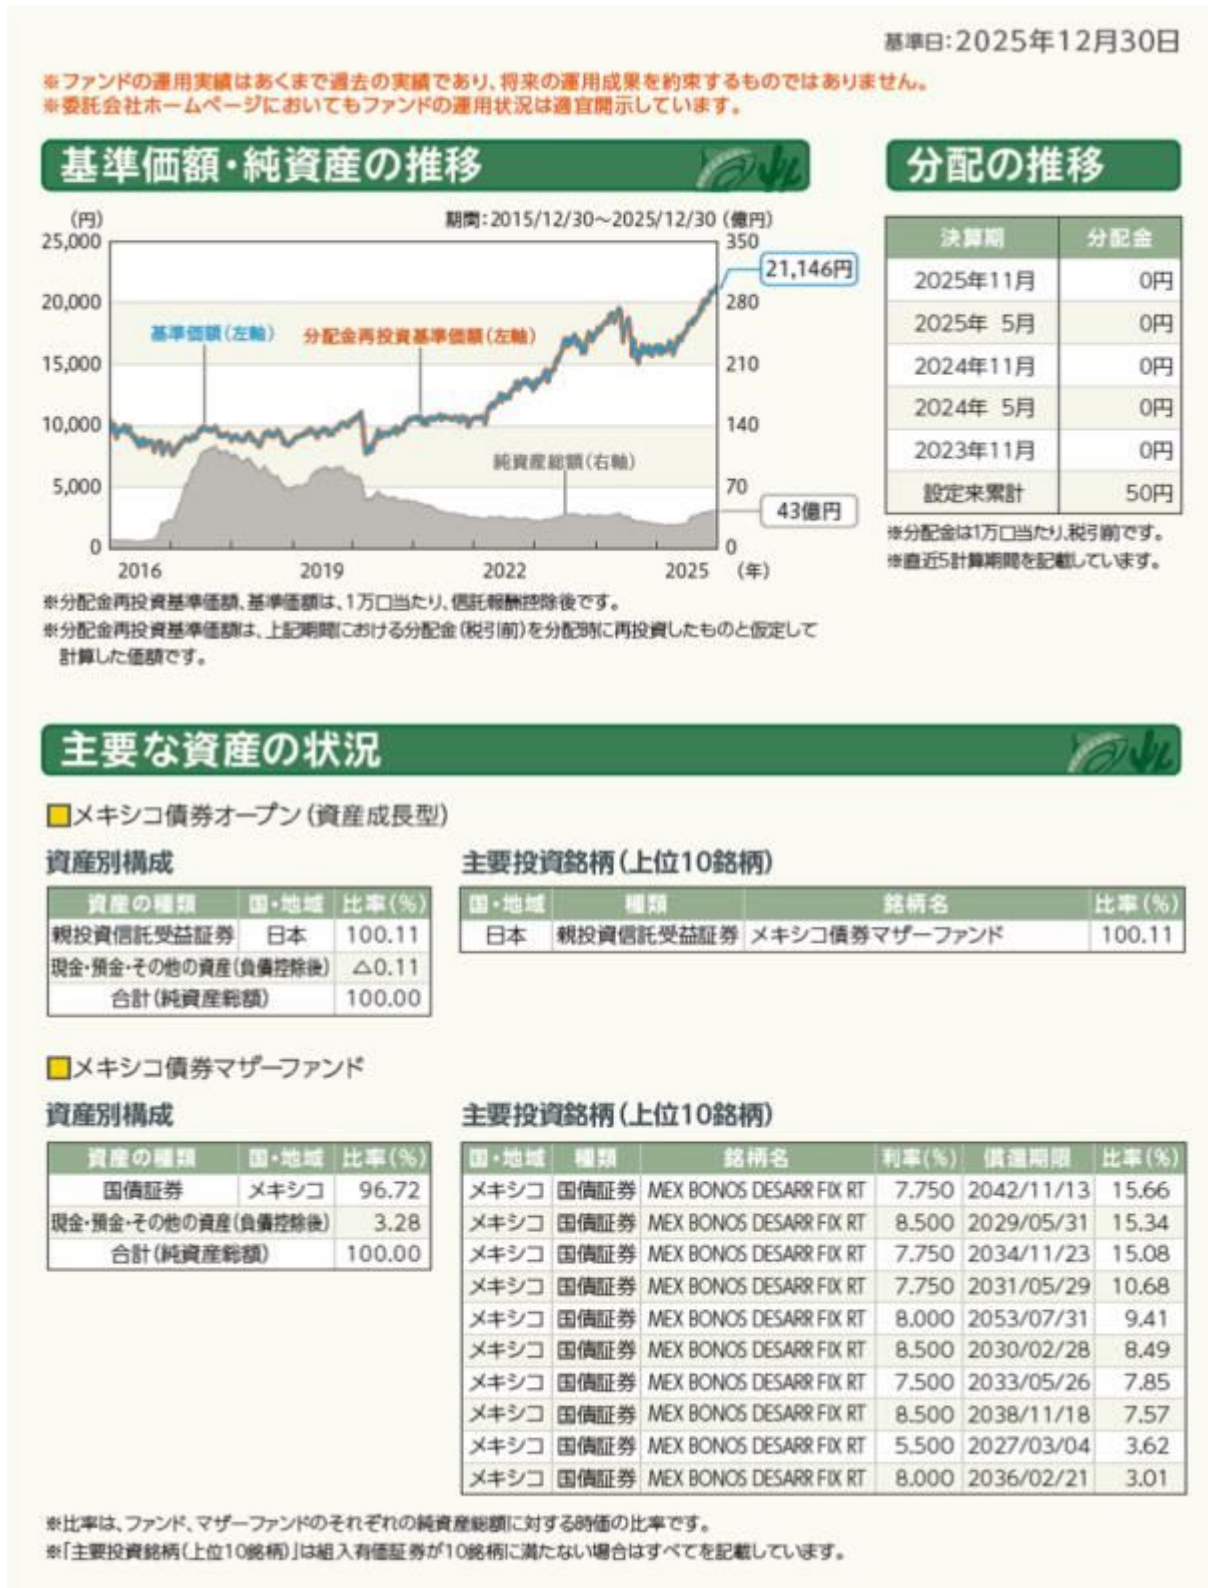 基準日:2025年12月30日
※ファンドの運用実績はあくまで過去の実績であり、将来の運用成果を約束するものではありません。
※委託会社ホームページにおいてもファンドの運用状況は適宜開示しています。
基準価額・純資産の推移
(円)
期間:2015/12/30~2025/12/30 (億円)
25,000
20,000
15,000
10,000
5,000
0
350
280
210
140
70
0
21,146円
43億円
基準価額(左軸)
分配金再投資基準価額(左軸)
純資産総額(右軸)
2016 2019 2022 2025 (年)
※分配金再投資基準価額、基準価額は、1万口当たり、信託報酬控除後です。
※分配金再投資基準価額は、上記期間における分配金(税引前)を分配時に再投資したものと仮定して
計算した価額です。
分配の推移
決算期 分配金
2025年11月 0円
2025年 5月 0円
2024年11月 0円
2024年 5月 0円
2023年11月 0円
設定来累計 50円
※分配金は1万口当たり、税引前です。
※直近5計算期間を記載しています。
主要な資産の状況
メキシコ債券オープン(資産成長型)
資産別構成
資産の種類 国・地域 比率(%)
親投資信託受益証券 日本 100.11
現金・預金・その他の資産(負債控除後) △0.11
合計(純資産総額) 100.00
主要投資銘柄(上位10銘柄)
国・地域 種類 銘柄名 比率(%)
日本 親投資信託受益証券 メキシコ債券マザーファンド 100.11
メキシコ債券マザーファンド
資産別構成
資産の種類 国・地域 比率(%)
国債証券 メキシコ 96.72
現金・預金・その他の資産(負債控除後) 3.28
合計(純資産総額) 100.00
主要投資銘柄(上位10銘柄)
国・地域 種類 銘柄名 利率(%) 償還期限 比率(%)
メキシコ 国債証券 MEX BONOS DESARR FIX RT 7.750 2042/11/13 15.66
メキシコ 国債証券 MEX BONOS DESARR FIX RT 8.500 2029/05/31 15.34
メキシコ 国債証券 MEX BONOS DESARR FIX RT 7.750 2034/11/23 15.08
メキシコ 国債証券 MEX BONOS DESARR FIX RT 7.750 2031/05/29 10.68
メキシコ 国債証券 MEX BONOS DESARR FIX RT 8.000 2053/07/31 9.41
メキシコ 国債証券 MEX BONOS DESARR FIX RT 8.500 2030/02/28 8.49
メキシコ 国債証券 MEX BONOS DESARR FIX RT 7.500 2033/05/26 7.85
メキシコ 国債証券 MEX BONOS DESARR FIX RT 8.500 2038/11/18 7.57
メキシコ 国債証券 MEX BONOS DESARR FIX RT 5.500 2027/03/04 3.62
メキシコ 国債証券 MEX BONOS DESARR FIX RT 8.000 2036/02/21 3.01
※比率は、ファンド、マザーファンドのそれぞれの純資産総額に対する時価の比率です。
※「主要投資銘柄(上位10銘柄)」は組入有価証券が10銘柄に満たない場合はすべてを記載しています。